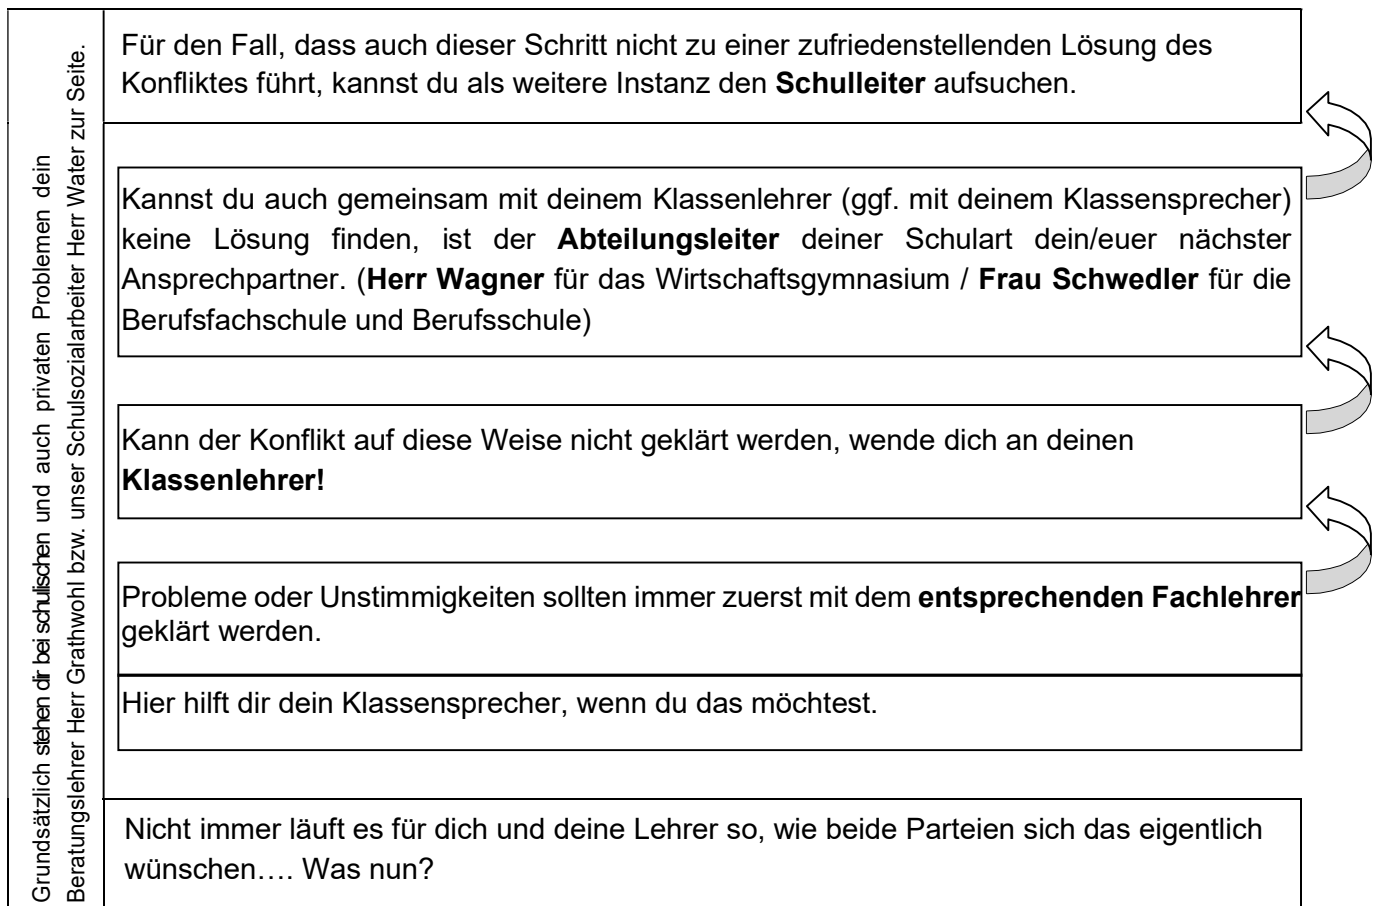 Grundsätzlich stehen dir bei schulischen und auch privaten Problemen dein
Beratungslehrer Herr Grathwohl bzw. unser Schulsozialarbeiter Herr Water zur Seite.
Für den Fall, dass auch dieser Schritt nicht zu einer zufriedenstellenden Lösung des
Konfliktes führt, kannst du als weitere Instanz den Schulleiter aufsuchen.
Kannst du auch gemeinsam mit deinem Klassenlehrer (ggf. mit deinem Klassensprecher)
keine Lösung finden, ist der Abteilungsleiter deiner Schulart dein/euer nächster
Ansprechpartner. (Herr Wagner für das Wirtschaftsgymnasium / Frau Schwedler für die
Berufsfachschule und Berufsschule)
Kann der Konflikt auf diese Weise nicht geklärt werden, wende dich an deinen
Klassenlehrer!
Probleme oder Unstimmigkeiten sollten immer zuerst mit dem entsprechenden Fachlehrer
geklärt werden.
Hier hilft dir dein Klassensprecher, wenn du das möchtest.
Nicht immer läuft es für dich und deine Lehrer so, wie beide Parteien sich das eigentlich
wünschen…. Was nun?